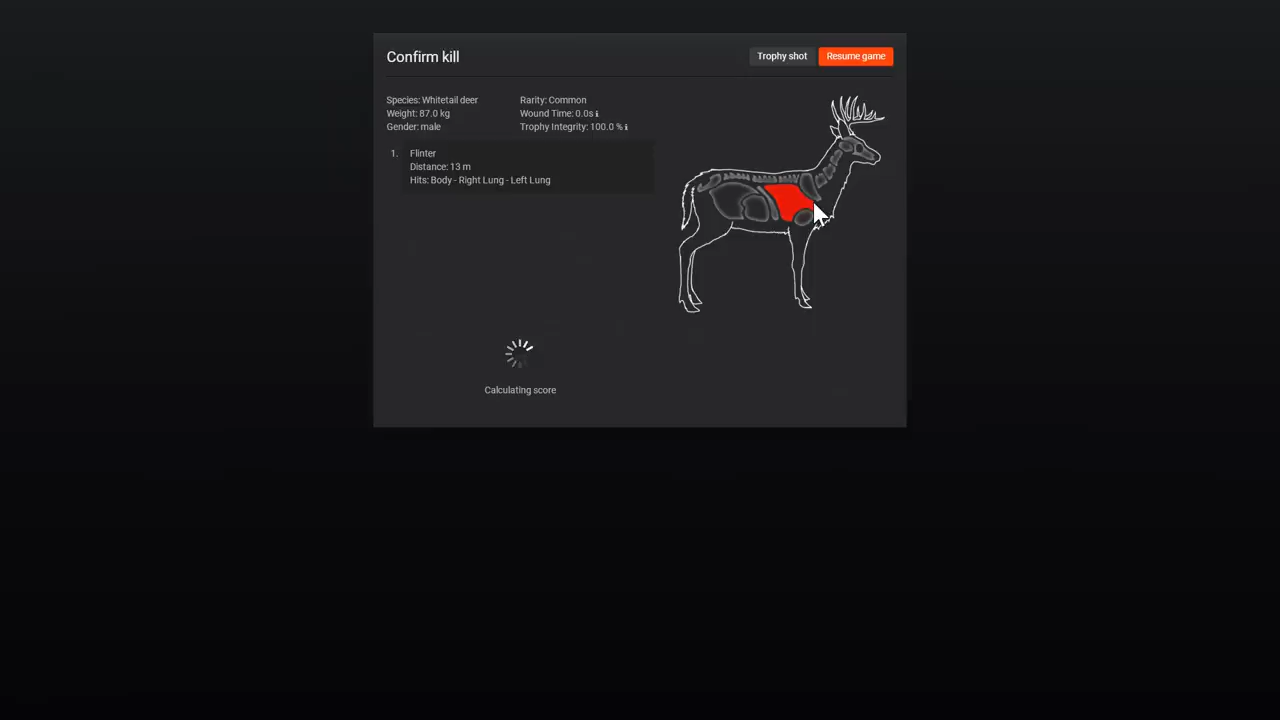 Confirm kill
Trophy shot
Resume game
Species: Whitetail deer
Rarity: Common
Weight: 87.0 kg
Wound Time: 0.0s i
Gender: male
Trophy Integrity: 100.0 % i
1. Flinter
Distance: 13 m
Hits: Body - Right Lung - Left Lung
Calculating score